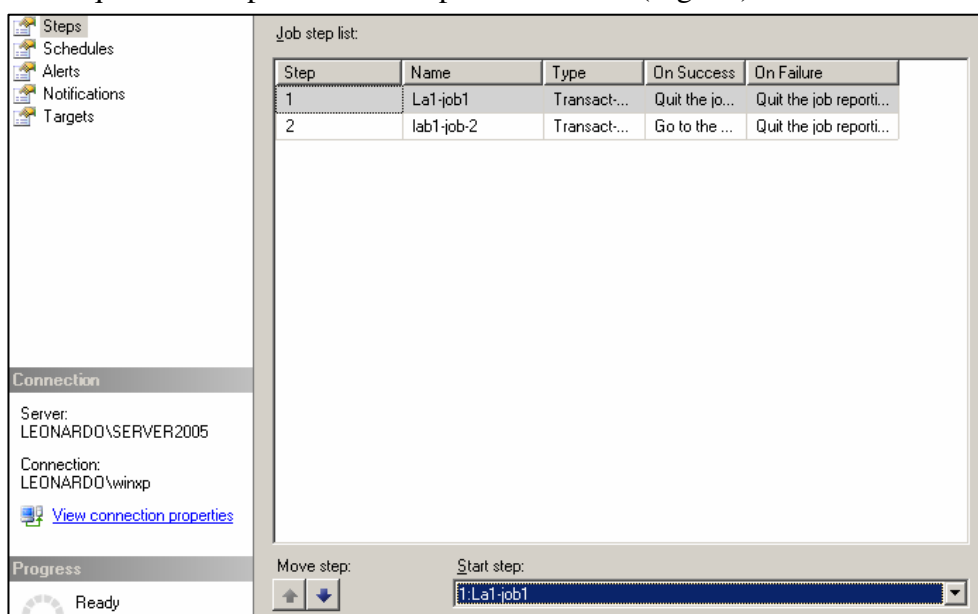 Steps
Schedules
Alerts
Notifications
Targets
Job step list:
Step Name Type On Success On Failure
1 La1-job1 Transact-... Quit the jo... Quit the job reporti...
2 lab1-job-2 Transact-... Go to the ... Quit the job reporti...
Connection
Server:
LEONARDO\SERVER2005
Connection:
LEONARDO\winxp
View connection properties
Progress
Ready
Move step:
Start step:
1:La1-job1